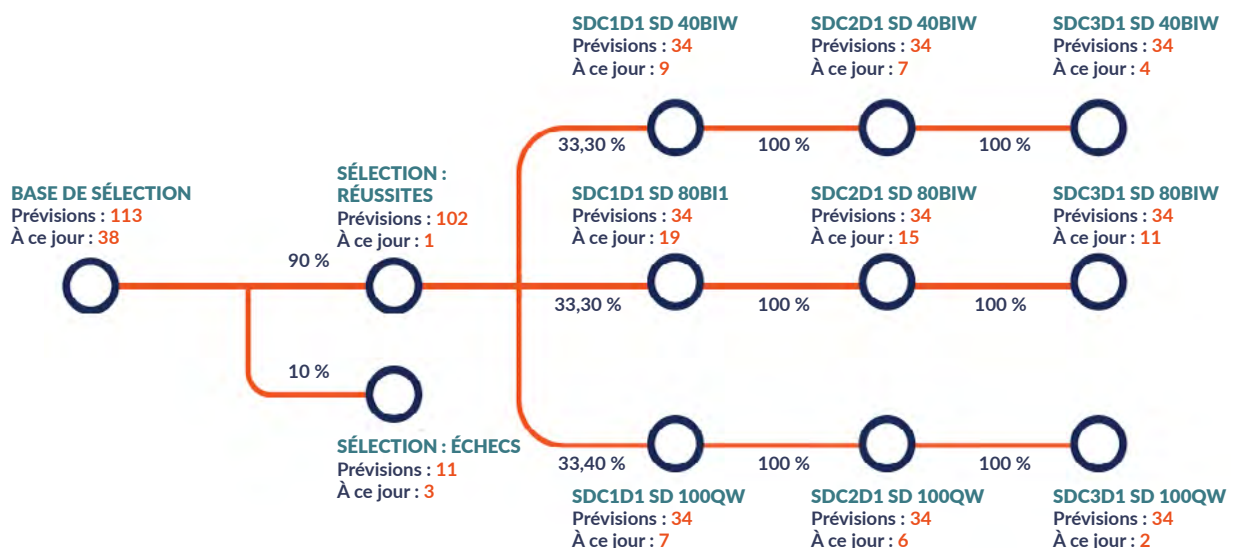 SDC1D1 SD 40BIW
Prévisions : 34
À ce jour : 9
SDC2D1 SD 40BIW
Prévisions : 34
À ce jour : 7
SDC3D1 SD 40BIW
Prévisions : 34
À ce jour : 4
33,30 %
100 %
100 %
BASE DE SÉLECTION
Prévisions : 113
À ce jour : 38
90 %
SÉLECTION :
RÉUSSITES
Prévisions : 102
À ce jour : 1
SDC1D1 SD 80BI1
Prévisions : 34
À ce jour : 19
SDC2D1 SD 80BIW
Prévisions : 34
À ce jour : 15
SDC3D1 SD 80BIW
Prévisions : 34
À ce jour : 11
33,30 %
100 %
100 %
10 %
SÉLECTION : ÉCHECS
Prévisions : 11
À ce jour : 3
33,40 %
100 %
100 %
SDC1D1 SD 100QW
Prévisions : 34
À ce jour : 7
SDC2D1 SD 100QW
Prévisions : 34
À ce jour : 6
SDC3D1 SD 100QW
Prévisions : 34
À ce jour : 2